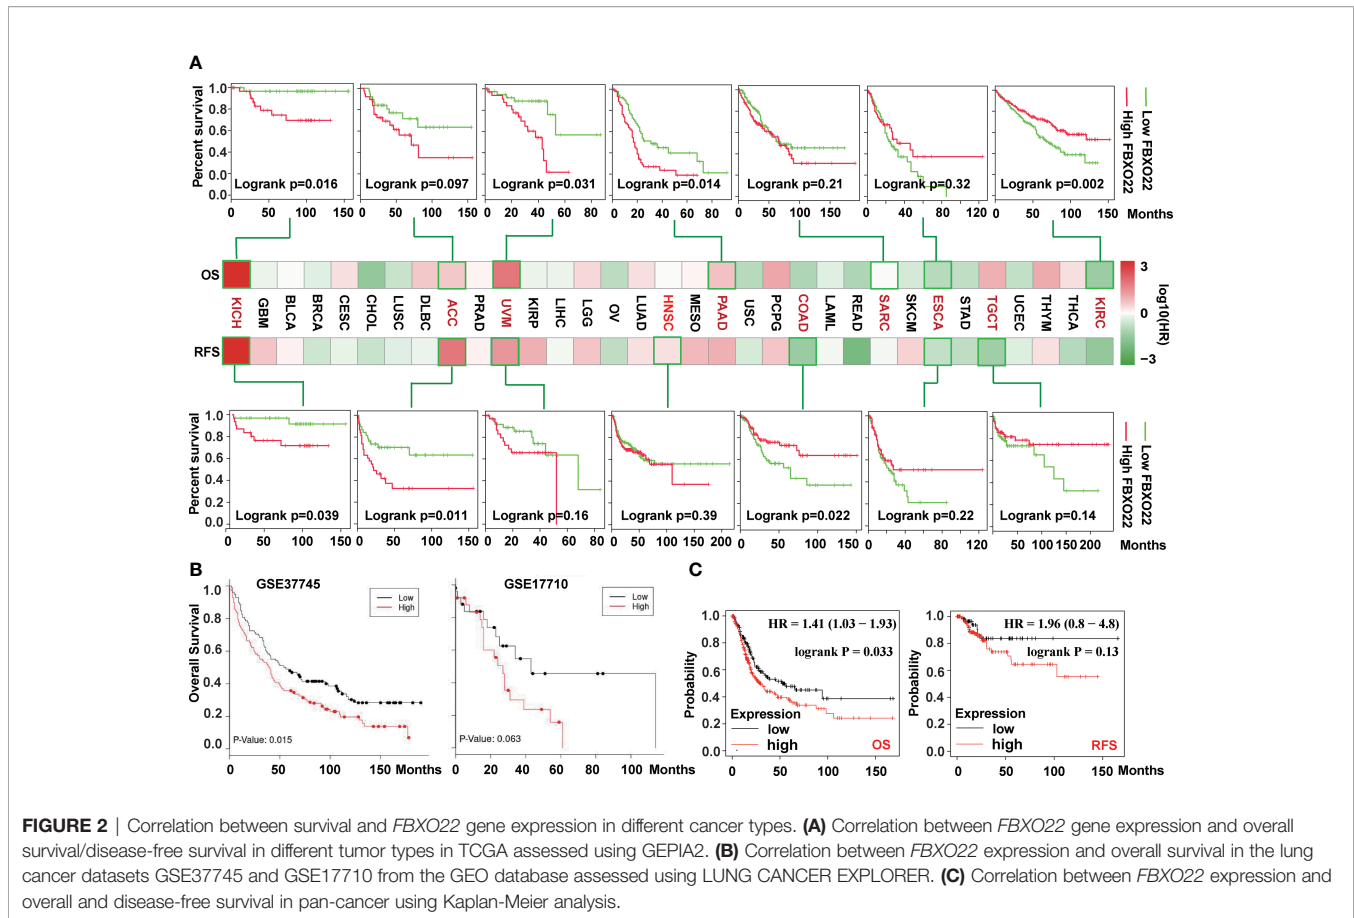 A
Percent survival
1.0
0.8
0.6
0.4
0.0
0.0
Logrank p=0.016
Logrank p=0.097
Logrank p=0.031
Logrank p=0.014
Logrank p=0.21
Logrank p=0.32
Logrank p=0.002
0 50 100 150
0 50 100 150
0 20 40 60 80
0 20 40 60 80
0 50 100 150
0 40 80 120
0 50 100 150
Months
High FBXO22
Low FBXO22
OS
KICH GBM BLCA BRCA CESC CHOL LUSC DLBC ACC PRAD UVM KIRP LIHC LGG OV LUAD HNSC MESO PAAD USC PCPG COAD LAML READ SARC SKCM ESCA STAD TGCT UCEC THYM THCA KIRC
RFS
3
0
−3
log10(HR)
Percent survival
1.0
0.8
0.6
0.4
0.2
0.0
Logrank p=0.039
Logrank p=0.011
Logrank p=0.16
Logrank p=0.39
Logrank p=0.022
Logrank p=0.22
Logrank p=0.14
0 50 100 150
0 50 100 150
0 20 40 60 80
0 50 100 150 200
0 50 100 150
0 40 80 120
0 50 100 150 200
Months
High FBXO22
Low FBXO22
B
GSE37745
Low
High
Overall Survival
1.0
0.8
0.6
0.4
0.2
0.0
P-Value: 0.015
0 50 100 150 Months
GSE17710
Low
High
P-Value: 0.063
0 20 40 60 80 100 Months
C
Probability
1.0
0.8
0.6
0.4
0.2
0.0
HR = 1.41 (1.03 − 1.93)
logrank P = 0.033
Expression
low
high
OS
0 50 100 150
Probability
1.0
0.8
0.6
0.4
0.2
0.0
HR = 1.96 (0.8 − 4.8)
logrank P = 0.13
Expression
low
high
RFS
0 50 100 150 Months
FIGURE 2 | Correlation between survival and FBXO22 gene expression in different cancer types. (A) Correlation between FBXO22 gene expression and overall
survival/disease-free survival in different tumor types in TCGA assessed using GEPIA2. (B) Correlation between FBXO22 expression and overall survival in the lung
cancer datasets GSE37745 and GSE17710 from the GEO database assessed using LUNG CANCER EXPLORER. (C) Correlation between FBXO22 expression and
overall and disease-free survival in pan-cancer using Kaplan-Meier analysis.